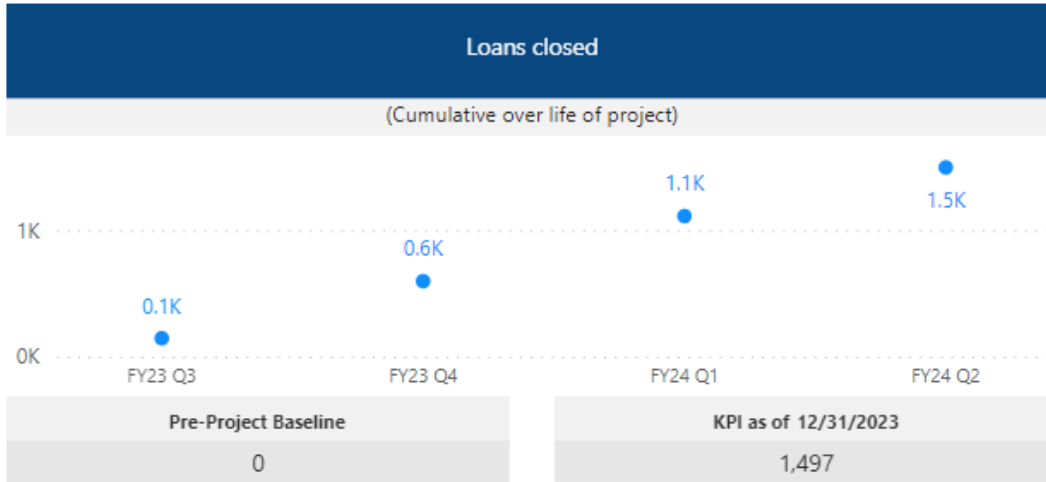 Loans closed
(Cumulative over life of project)
1.1K
1.5K
1K
0.6K
0.1K
0K
FY23 Q3 FY23 Q4 FY24 Q1 FY24 Q2
Pre-Project Baseline KPI as of 12/31/2023
0 1,497